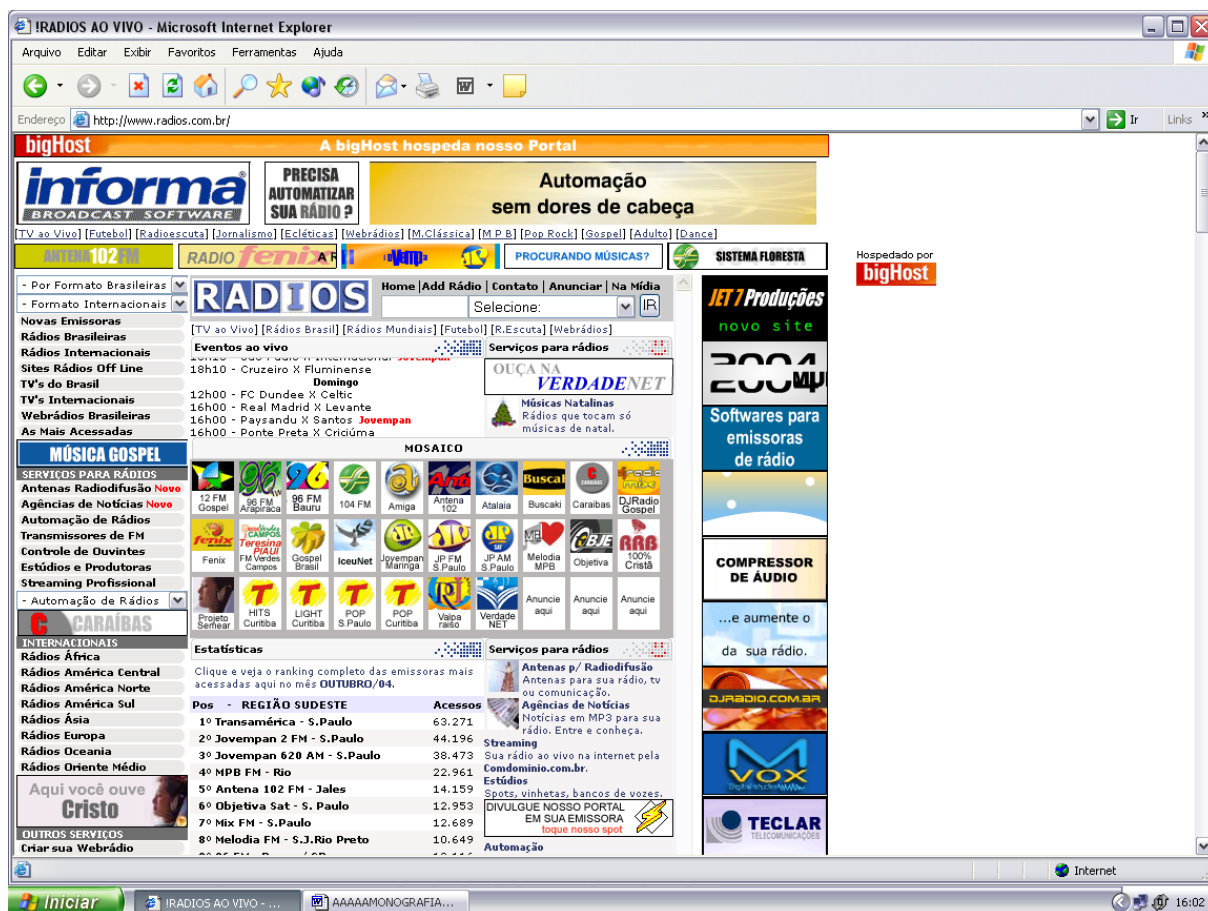 !RADIOS AO VIVO - Microsoft Internet Explorer
Arquivo Editar Exibir Favoritos Ferramentas Ajuda
Endereço http://www.radios.com.br/ Ir Links
bigHost A bigHost hospeda nosso Portal
informa® BROADCAST SOFTWARE
PRECISA AUTOMATIZAR SUA RÁDIO ?
Automação
sem dores de cabeça
[TV ao Vivo] [Futebol] [Radioescuta] [Jornalismo] [Ecléticas] [Webrádios] [M.Clássica] [M P B] [Pop Rock] [Gospel] [Adulto] [Dance]
ANTENA 102 FM
RADIO fenix
PROCURANDO MÚSICAS?
SISTEMA FLORESTA
Hospedado por
bigHost
- Por Formato Brasileiras
- Formato Internacionais
Novas Emissoras
Rádios Brasileiras
Rádios Internacionais
Sites Rádios Off Line
TV's do Brasil
TV's Internacionais
Webrádios Brasileiras
As Mais Acessadas
MÚSICA GOSPEL
SERVIÇOS PARA RÁDIOS
Antenas Radiodifusão Novo
Agências de Notícias Novo
Automação de Rádios
Transmissores de FM
Controle de Ouvintes
Estúdios e Produtoras
Streaming Profissional
- Automação de Rádios
C CARAÍBAS
INTERNACIONAIS
Rádios África
Rádios América Central
Rádios América Norte
Rádios América Sul
Rádios Ásia
Rádios Europa
Rádios Oceania
Rádios Oriente Médio
Aqui você ouve
Cristo
OUTROS SERVIÇOS
Criar sua Webrádio
RADIOS
Home |Add Rádio | Contato | Anunciar | Na Mídia
Selecione: IR
[TV ao Vivo] [Rádios Brasil] [Rádios Mundiais] [Futebol] [R.Escuta] [Webrádios]
Eventos ao vivo
18h10 - Cruzeiro X Fluminense
Domingo
12h00 - FC Dundee X Celtic
16h00 - Real Madrid X Levante
16h00 - Paysandu X Santos Jovempan
16h00 - Ponte Preta X Criciúma
Serviços para rádios
OUÇA NA
VERDADENET
Músicas Natalinas
Rádios que tocam só
músicas de natal.
MOSAICO
12 FM Gospel
96 FM Arapiraca
96 FM Bauru
104 FM
Amiga
Antena 102
Atalaia
Buscaki
Caraibas
DJRadio Gospel
Fenix
FM Verdes Campos
Gospel Brasil
IceuNet
Jovempan Maringa
JP FM S.Paulo
JP AM S.Paulo
Melodia MPB
Objetiva
100% Cristã
Projeto Semear
HITS Curitiba
LIGHT Curitiba
POP S.Paulo
POP Curitiba
Valpa raiso
Verdade NET
Anuncie aqui
Anuncie aqui
Anuncie aqui
Estatísticas
Clique e veja o ranking completo das emissoras mais
acessadas aqui no mês OUTUBRO/04.
Pos - REGIÃO SUDESTE Acessos
1º Transamérica - S.Paulo 63.271
2º Jovempan 2 FM - S.Paulo 44.196
3º Jovempan 620 AM - S.Paulo 38.473
4º MPB FM - Rio 22.961
5º Antena 102 FM - Jales 14.159
6º Objetiva Sat - S. Paulo 12.953
7º Mix FM - S.Paulo 12.689
8º Melodia FM - S.J.Rio Preto 10.649
Serviços para rádios
Antenas p/ Radiodifusão
Antenas para sua rádio, tv
ou comunicação.
Agências de Notícias
Notícias em MP3 para sua
rádio. Entre e conheça.
Streaming
Sua rádio ao vivo na internet pela
Comdominio.com.br.
Estúdios
Spots, vinhetas, bancos de vozes.
DIVULGUE NOSSO PORTAL
EM SUA EMISSORA
toque nosso spot
Automação
JET 7 Produções
novo site
Softwares para
emissoras
de rádio
COMPRESSOR
DE ÁUDIO
...e aumente o
da sua rádio.
DJRADIO.COM.BR
VOX
TECLAR
TELECOMUNICAÇÕES
Internet
Iniciar
!RADIOS AO VIVO - ...
AAAAAMONOGRAFIA...
16:02